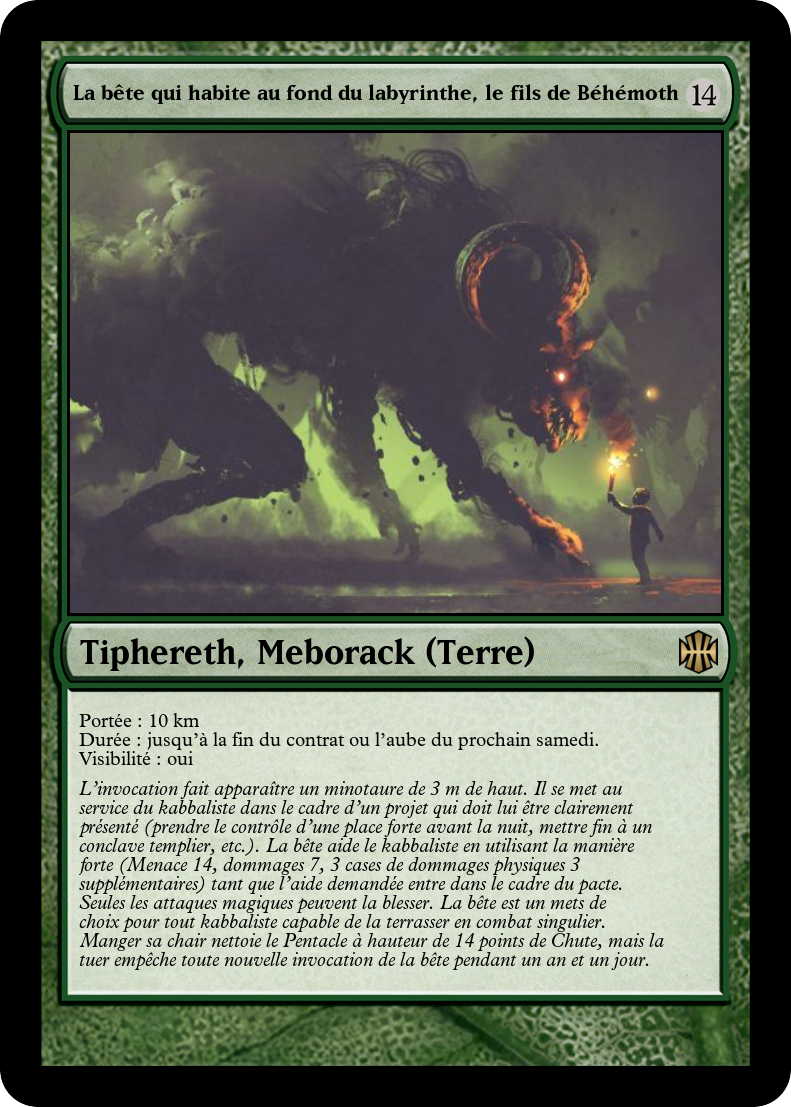 La bête qui habite au fond du labyrinthe, le fils de Béhémoth 14
Tiphereth, Meborack (Terre)
Portée : 10 km
Durée : jusqu'à la fin du contrat ou l'aube du prochain samedi.
Visibilité : oui
L'invocation fait apparaître un minotaure de 3 m de haut. Il se met au
service du kabbaliste dans le cadre d'un projet qui doit lui être clairement
présenté (prendre le contrôle d'une place forte avant la nuit, mettre fin à un
conclave templier, etc.). La bête aide le kabbaliste en utilisant la manière
forte (Menace 14, dommages 7, 3 cases de dommages physiques 3
supplémentaires) tant que l'aide demandée entre dans le cadre du pacte.
Seules les attaques magiques peuvent la blesser. La bête est un mets de
choix pour tout kabbaliste capable de la terrasser en combat singulier.
Manger sa chair nettoie le Pentacle à hauteur de 14 points de Chute, mais la
tuer empêche toute nouvelle invocation de la bête pendant un an et un jour.